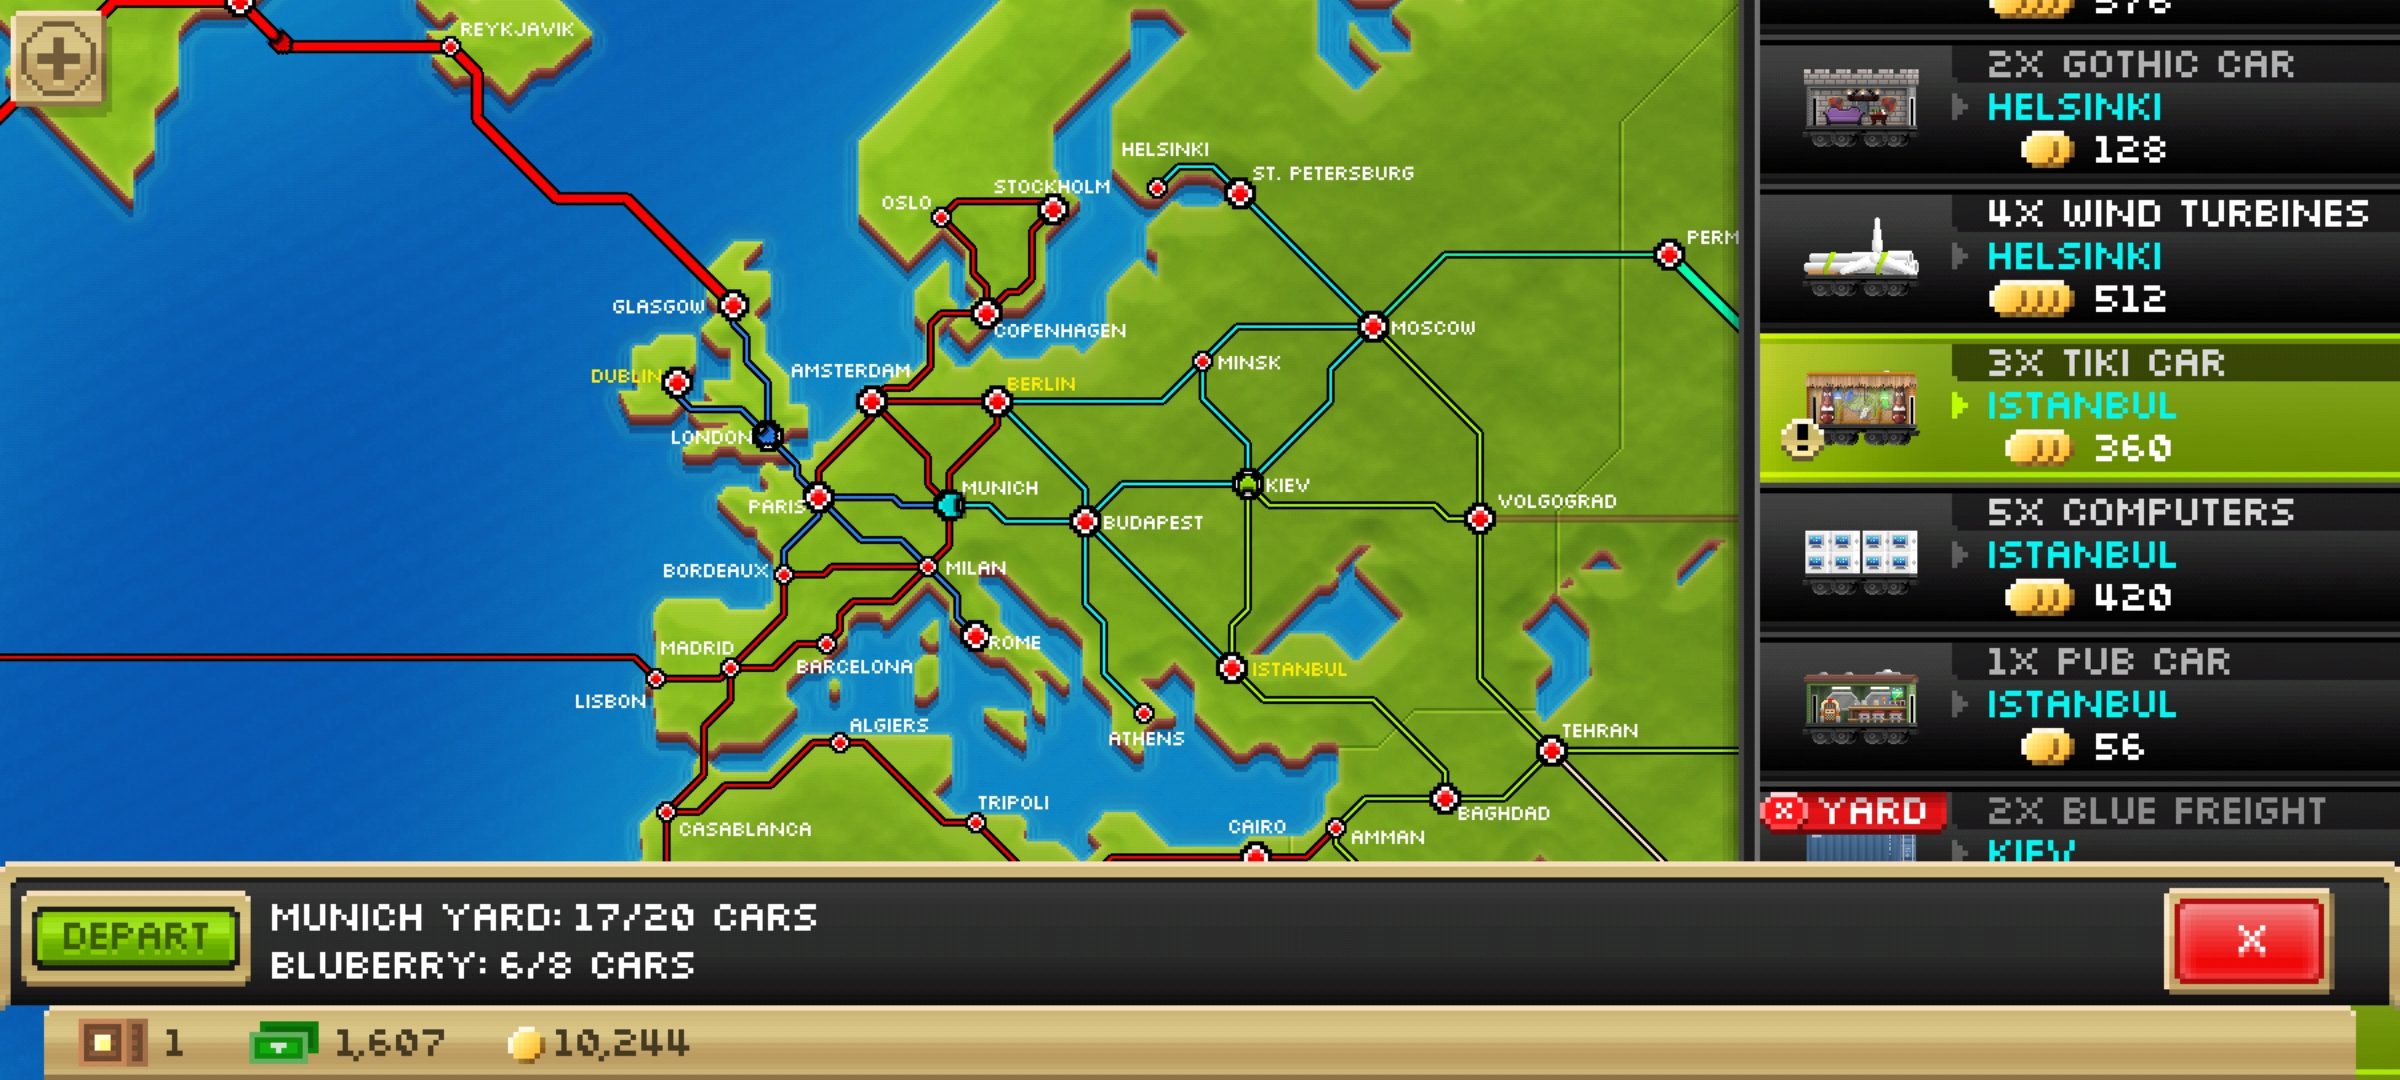 REYKJAVIK
HELSINKI
ST. PETERSBURG
STOCKHOLM
OSLO
PERM
GLASGOW
COPENHAGEN
MOSCOW
MINSK
AMSTERDAM
DUBLIN
BERLIN
LONDON
MUNICH
KIEV
PARIS
VOLGOGRAD
BUDAPEST
BORDEAUX
MILAN
MADRID
ROME
BARCELONA
ISTANBUL
LISBON
ALGIERS
ATHENS
TEHRAN
TRIPOLI
BAGHDAD
CASABLANCA
CAIRO
AMMAN
2X GOTHIC CAR
HELSINKI
128
4X WIND TURBINES
HELSINKI
512
3X TIKI CAR
ISTANBUL
360
5X COMPUTERS
ISTANBUL
420
1X PUB CAR
ISTANBUL
56
X YARD
2X BLUE FREIGHT
KIEV
DEPART
MUNICH YARD: 17/20 CARS
BLUBERRY: 6/8 CARS
X
1
1,607
10,244